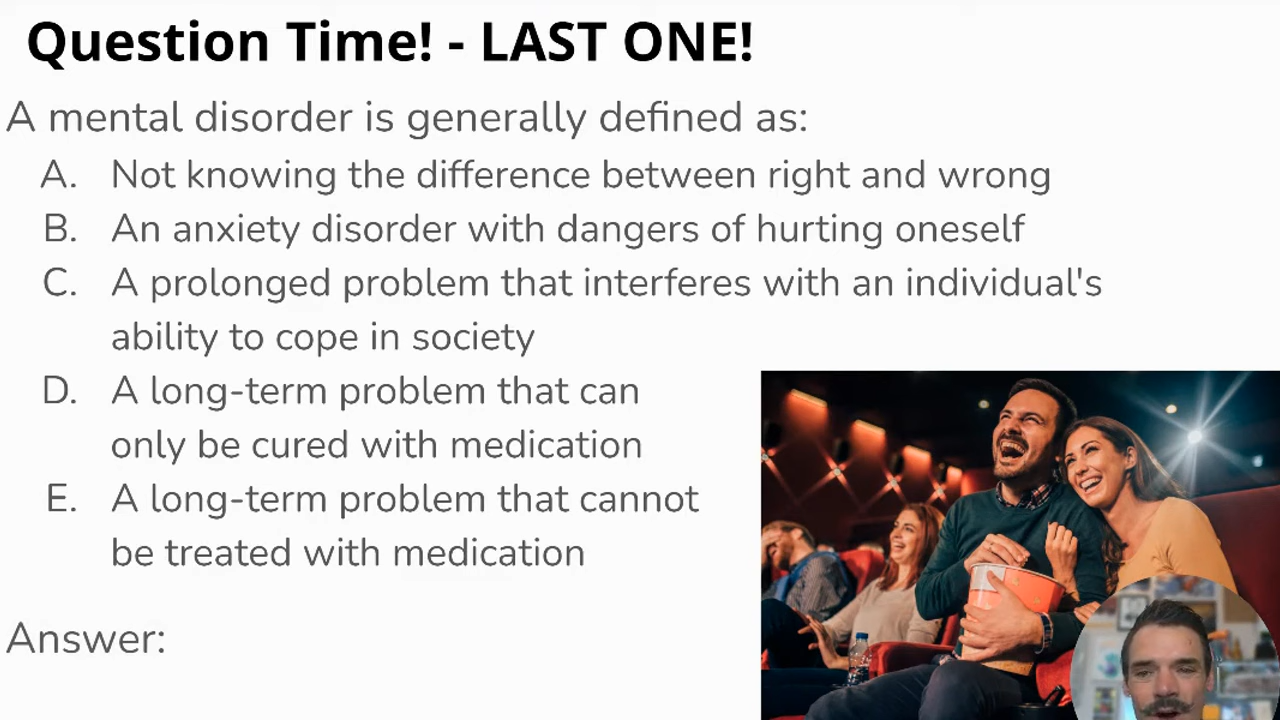 Question Time! - LAST ONE!
A mental disorder is generally defined as:
A. Not knowing the difference between right and wrong
B. An anxiety disorder with dangers of hurting oneself
C. A prolonged problem that interferes with an individual's
ability to cope in society
D. A long-term problem that can
only be cured with medication
E. A long-term problem that cannot
be treated with medication
Answer: